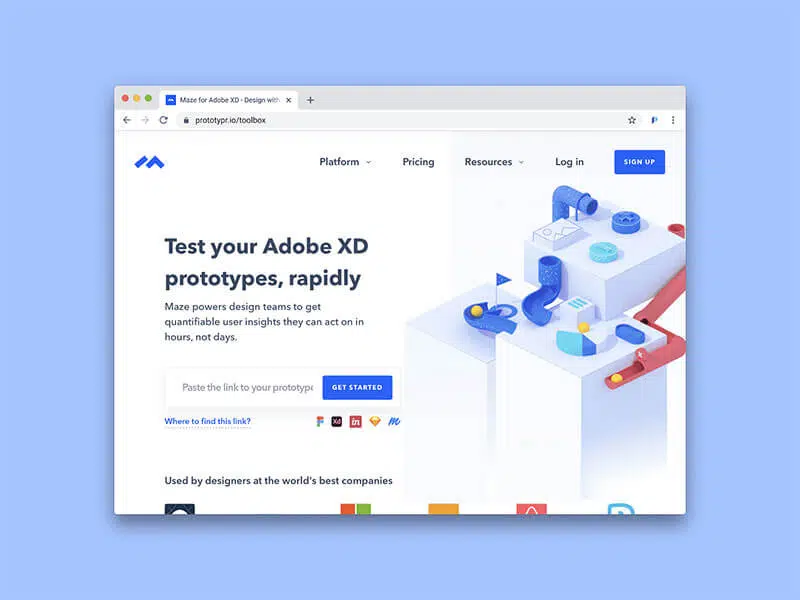 Maze for Adobe XD - Design with
prototypr.io/toolbox
Platform
Pricing
Resources
Log in
SIGN UP
Test your Adobe XD
prototypes, rapidly
Maze powers design teams to get
quantifiable user insights they can act on in
hours, not days.
Paste the link to your prototype
GET STARTED
Where to find this link?
Xd
in
Used by designers at the world's best companies